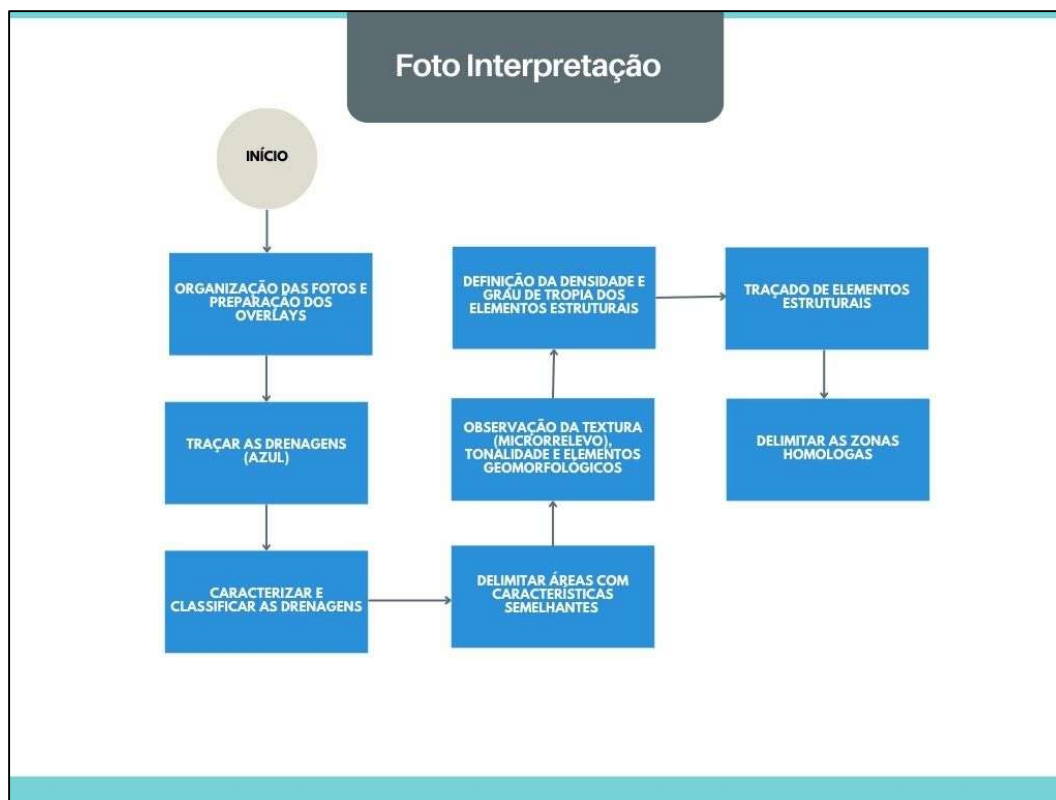 Foto Interpretação
INÍCIO
ORGANIZAÇÃO DAS FOTOS E
PREPARAÇÃO DOS
OVERLAYS
TRAÇAR AS DRENAGENS
(AZUL)
CARACTERIZAR E
CLASSIFICAR AS DRENAGENS
DELIMITAR ÁREAS COM
CARACTERÍSTICAS
SEMELHANTES
OBSERVAÇÃO DA TEXTURA
(MICRORRELEVO),
TONALIDADE E ELEMENTOS
GEOMORFOLÓGICOS
DEFINIÇÃO DA DENSIDADE E
GRAU DE TROPIA DOS
ELEMENTOS ESTRUTURAIS
TRAÇADO DE ELEMENTOS
ESTRUTURAIS
DELIMITAR AS ZONAS
HOMOLOGAS